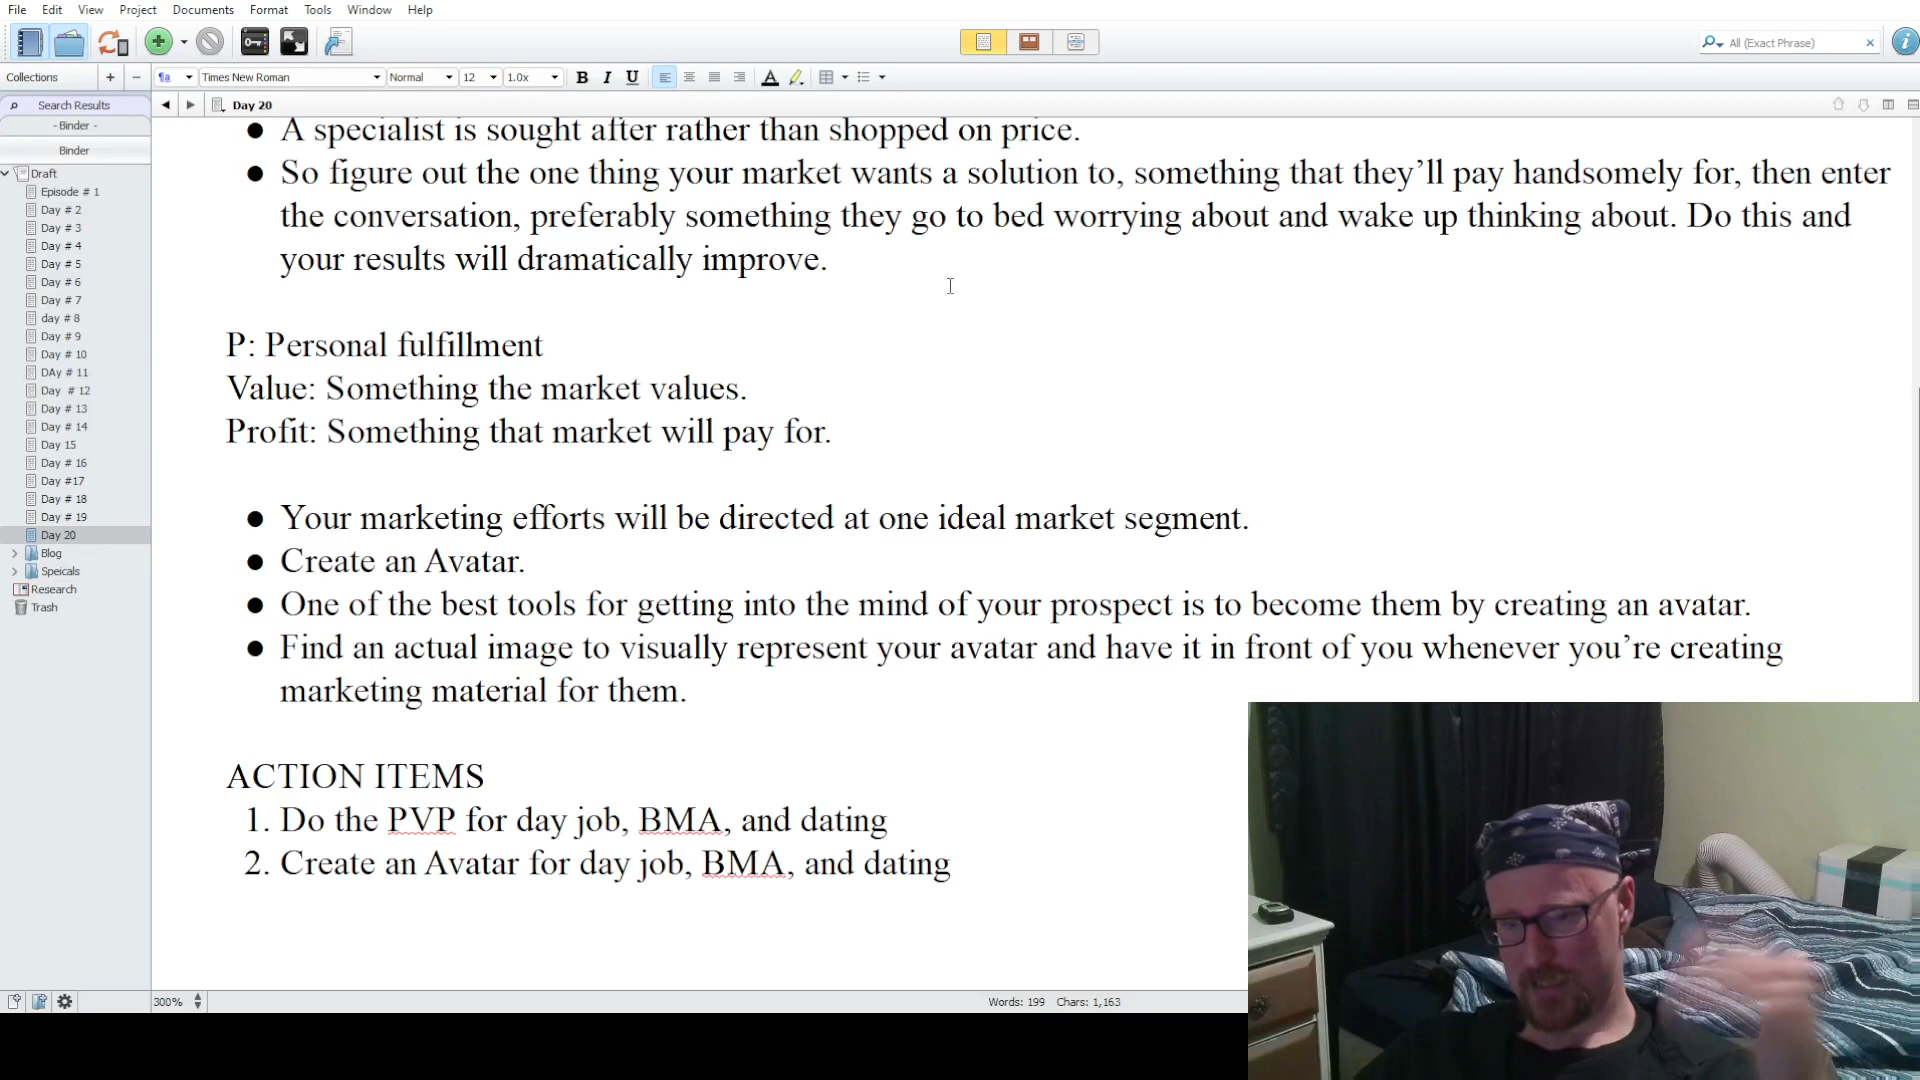 File Edit View Project Documents Format Tools Window Help
All (Exact Phrase)
Collections
Times New Roman Normal 12 1.0x B I U A
Search Results
Day 20
- Binder -
Binder
Draft
Episode # 1
Day # 2
Day # 3
Day # 4
Day # 5
Day # 6
Day # 7
day # 8
Day # 9
Day # 10
DAy # 11
Day # 12
Day # 13
Day # 14
Day 15
Day # 16
Day #17
Day # 18
Day # 19
Day 20
Blog
Speicals
Research
Trash
● A specialist is sought after rather than shopped on price.
● So figure out the one thing your market wants a solution to, something that they’ll pay handsomely for, then enter
the conversation, preferably something they go to bed worrying about and wake up thinking about. Do this and
your results will dramatically improve.
P: Personal fulfillment
Value: Something the market values.
Profit: Something that market will pay for.
● Your marketing efforts will be directed at one ideal market segment.
● Create an Avatar.
● One of the best tools for getting into the mind of your prospect is to become them by creating an avatar.
● Find an actual image to visually represent your avatar and have it in front of you whenever you’re creating
marketing material for them.
ACTION ITEMS
1. Do the PVP for day job, BMA, and dating
2. Create an Avatar for day job, BMA, and dating
300%
Words: 199 Chars: 1,163